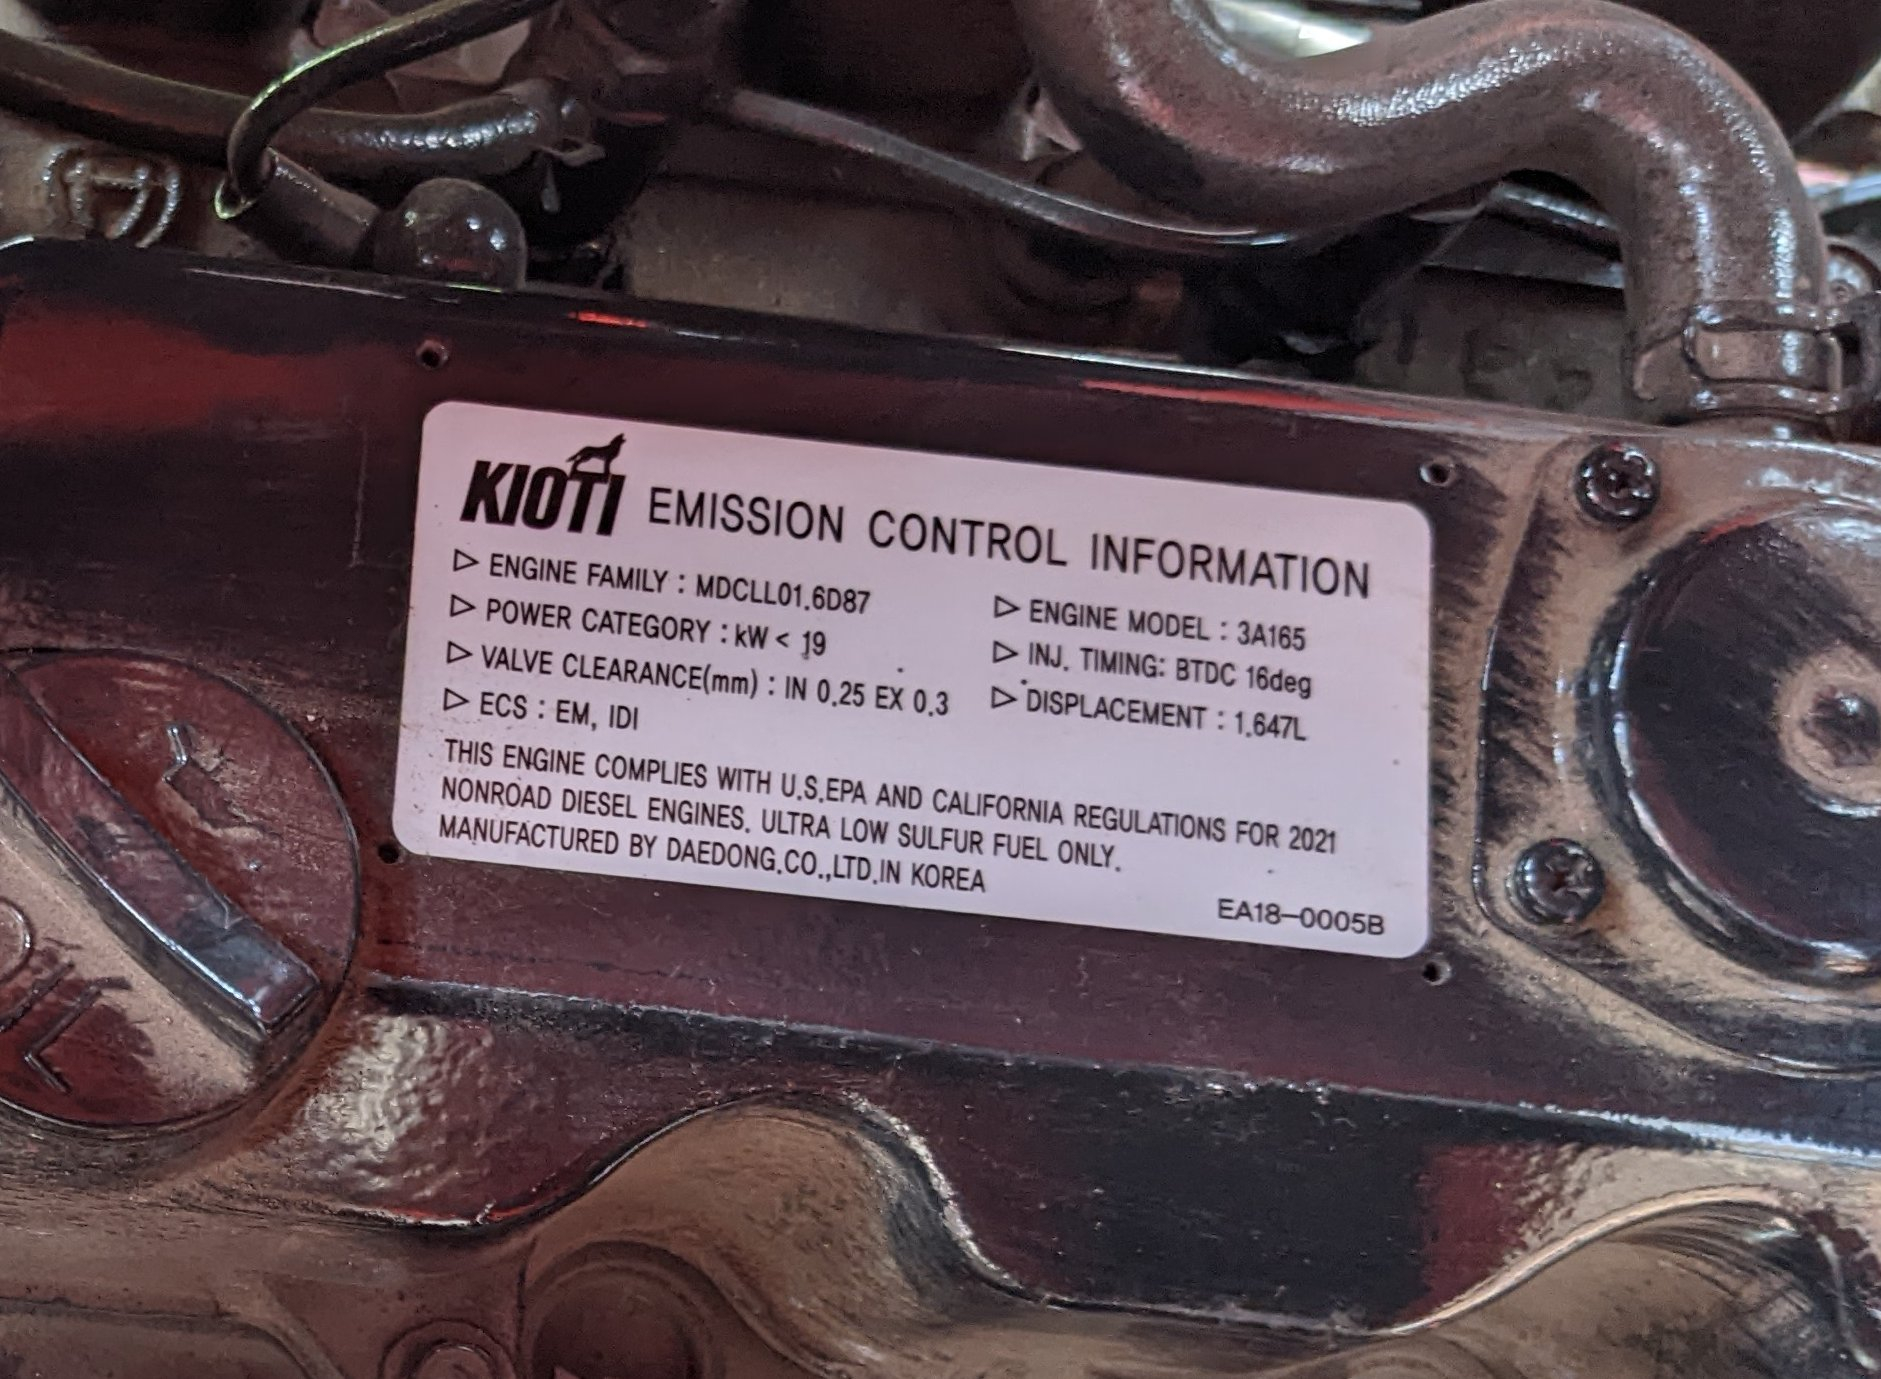 KIOTI EMISSION CONTROL INFORMATION
▷ ENGINE FAMILY : MDCLL01.6D87
▷ ENGINE MODEL : 3A165
▷ POWER CATEGORY : kW < 19
▷ INJ. TIMING: BTDC 16deg
▷ VALVE CLEARANCE(mm) : IN 0.25 EX 0.3
▷ DISPLACEMENT : 1.647L
▷ ECS : EM, IDI
THIS ENGINE COMPLIES WITH U.S.EPA AND CALIFORNIA REGULATIONS FOR 2021
NONROAD DIESEL ENGINES. ULTRA LOW SULFUR FUEL ONLY.
MANUFACTURED BY DAEDONG.CO.,LTD.IN KOREA
EA18-0005B
OIL